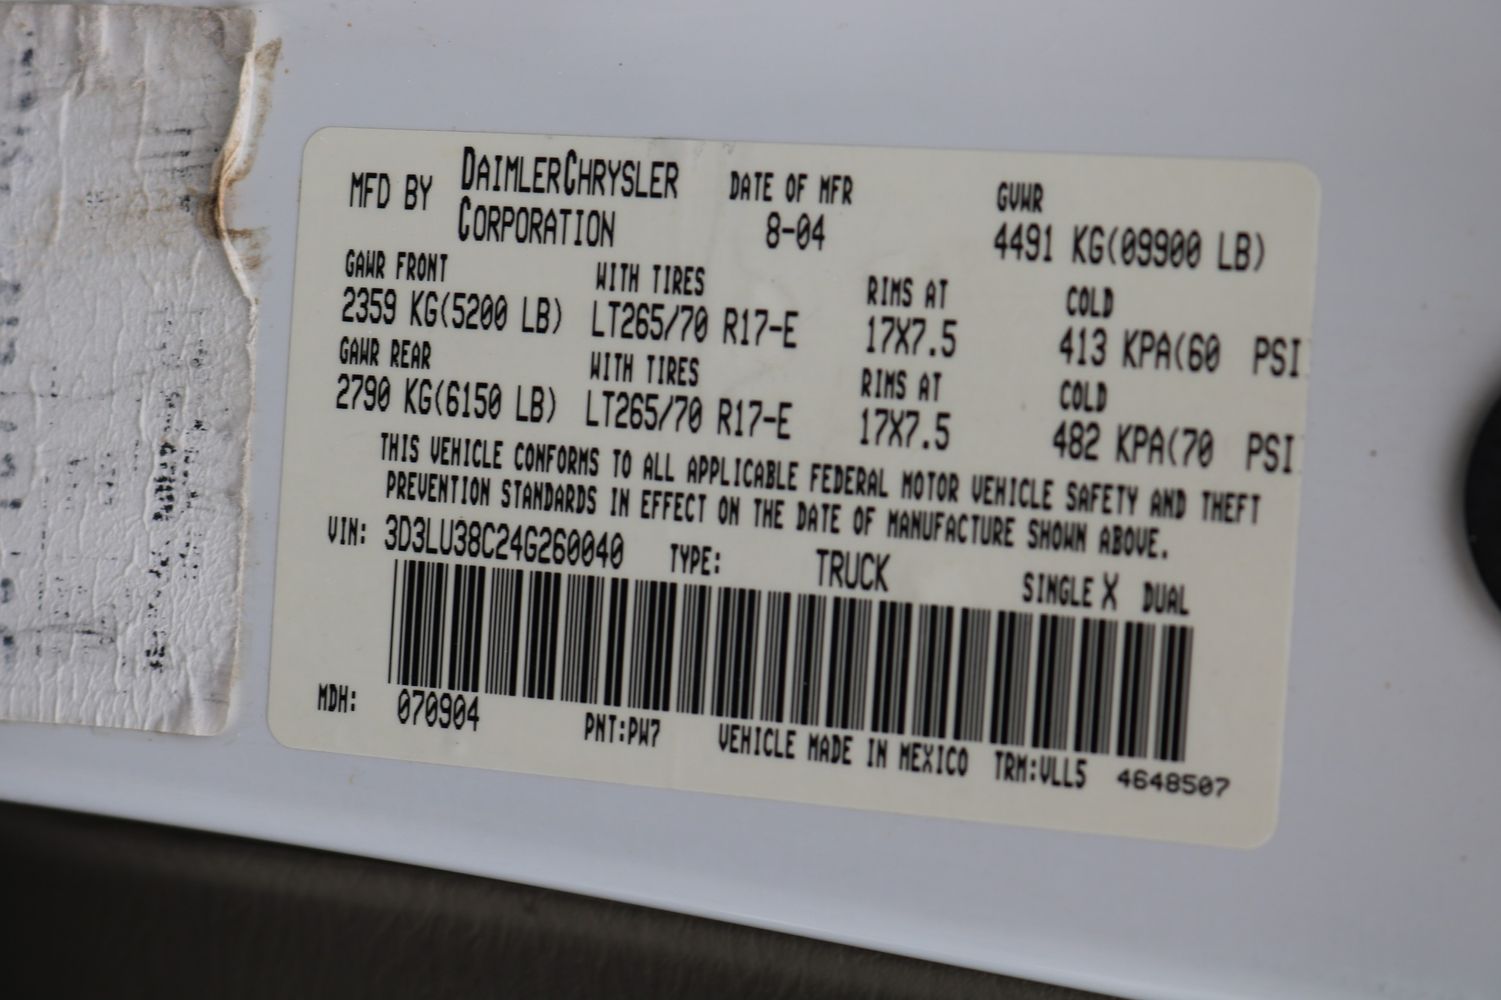 MFD BY DAIMLERCHRYSLER CORPORATION DATE OF MFR 8-04 GVWR 4491 KG(09900 LB)
GAWR FRONT WITH TIRES RIMS AT COLD
2359 KG(5200 LB) LT265/70 R17-E 17X7.5 413 KPA(60 PSI
GAWR REAR WITH TIRES RIMS AT COLD
2790 KG(6150 LB) LT265/70 R17-E 17X7.5 482 KPA(70 PSI
THIS VEHICLE CONFORMS TO ALL APPLICABLE FEDERAL MOTOR VEHICLE SAFETY AND THEFT
PREVENTION STANDARDS IN EFFECT ON THE DATE OF MANUFACTURE SHOWN ABOVE.
VIN: 3D3LU38C24G260040 TYPE: TRUCK SINGLE X DUAL
MDH: 070904 PNT:PW7 VEHICLE MADE IN MEXICO TRM:VLL5 4648507